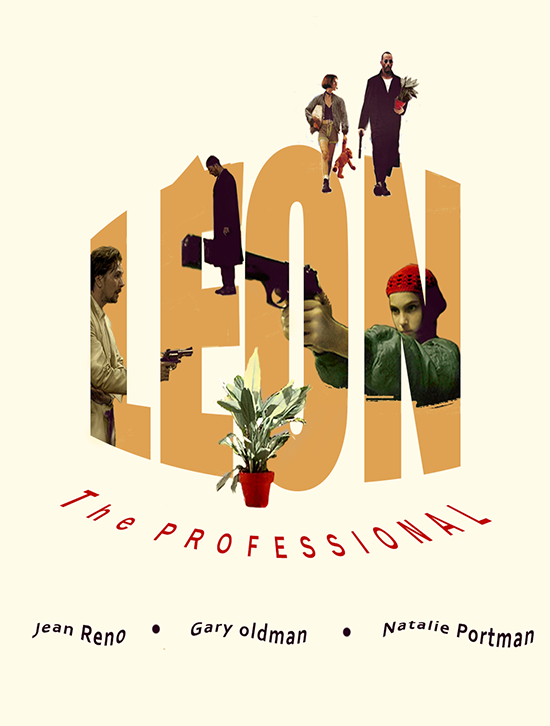 LEON
The PROFESSIONAL
Jean Reno • Gary oldman • Natalie Portman